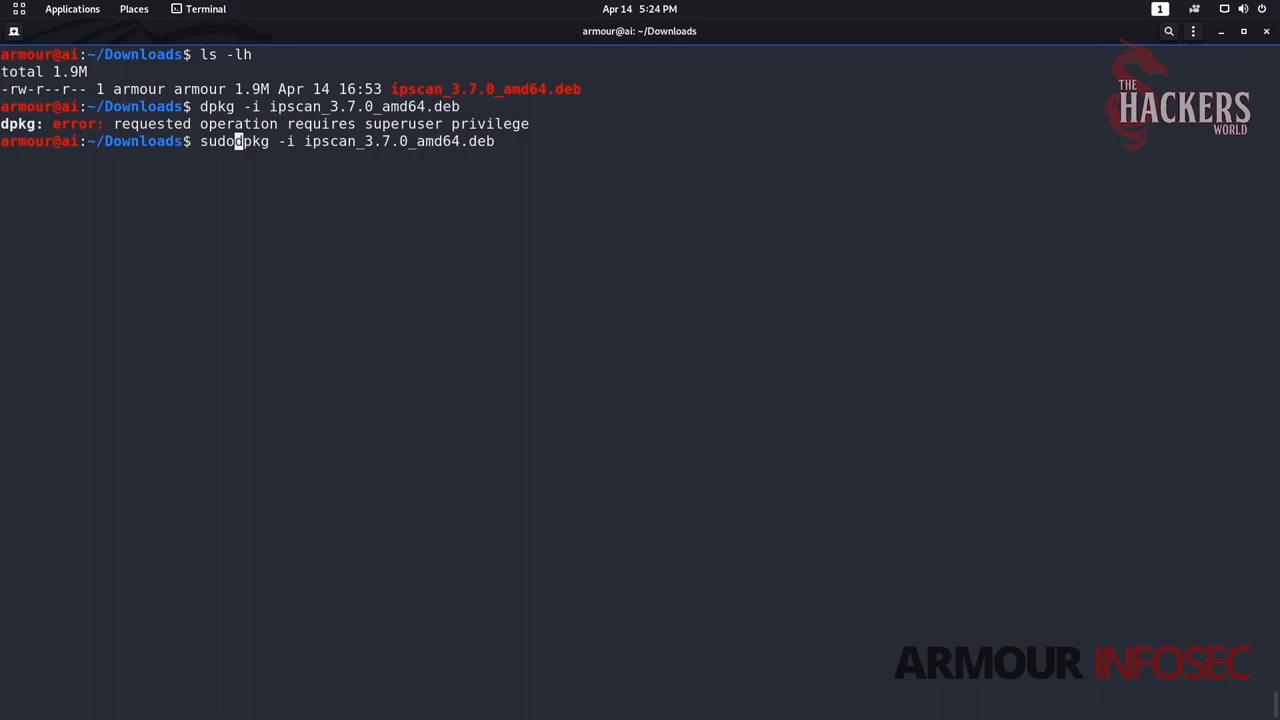 Applications Places Terminal Apr 14 5:24 PM 1
armour@ai: ~/Downloads
armour@ai:~/Downloads$ ls -lh
total 1.9M
-rw-r--r-- 1 armour armour 1.9M Apr 14 16:53 ipscan_3.7.0_amd64.deb
armour@ai:~/Downloads$ dpkg -i ipscan_3.7.0_amd64.deb
dpkg: error: requested operation requires superuser privilege
armour@ai:~/Downloads$ sudodpkg -i ipscan_3.7.0_amd64.deb
THE
HACKERS
WORLD
ARMOUR INFOSEC